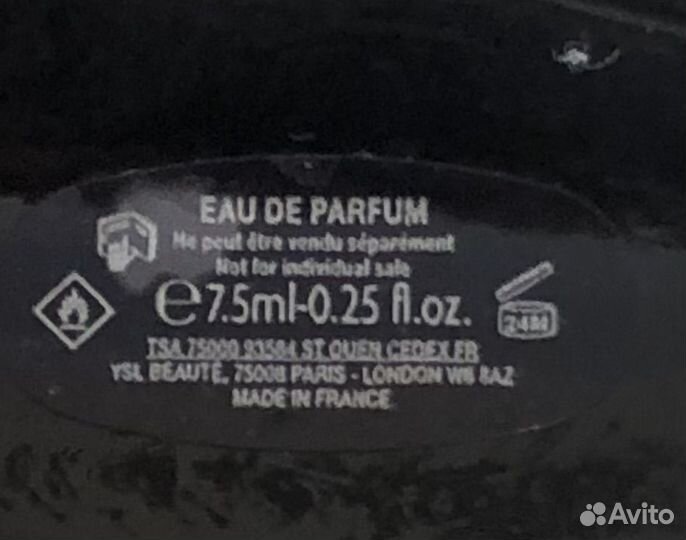 EAU DE PARFUM
Ne peut être vendu séparément
Not for individual sale
℮7.5ml-0.25 fl.oz.
24M
TSA 75000 93584 ST OUEN CEDEX FR
YSL BEAUTÉ, 75008 PARIS - LONDON W6 8AZ
MADE IN FRANCE
Avito